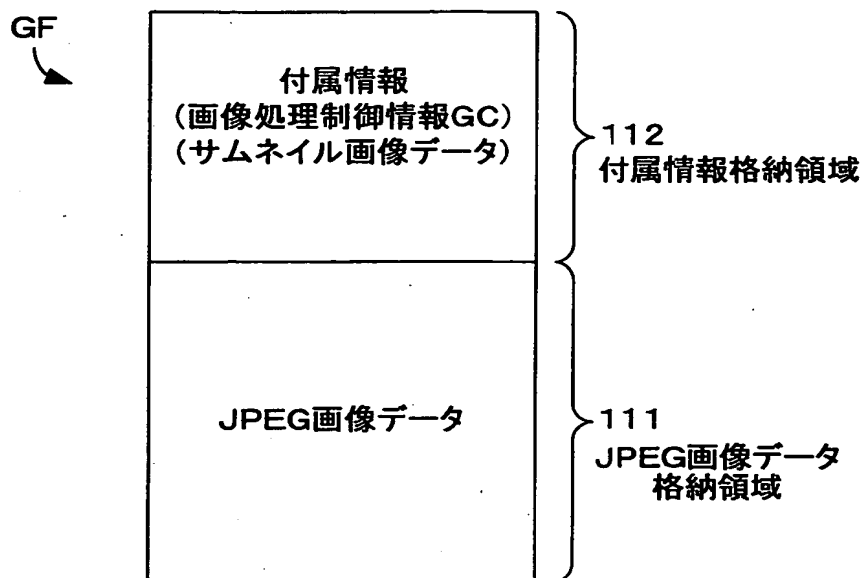 GF
付属情報
(画像処理制御情報GC)
(サムネイル画像データ)
112
付属情報格納領域
JPEG画像データ
111
JPEG画像データ
格納領域